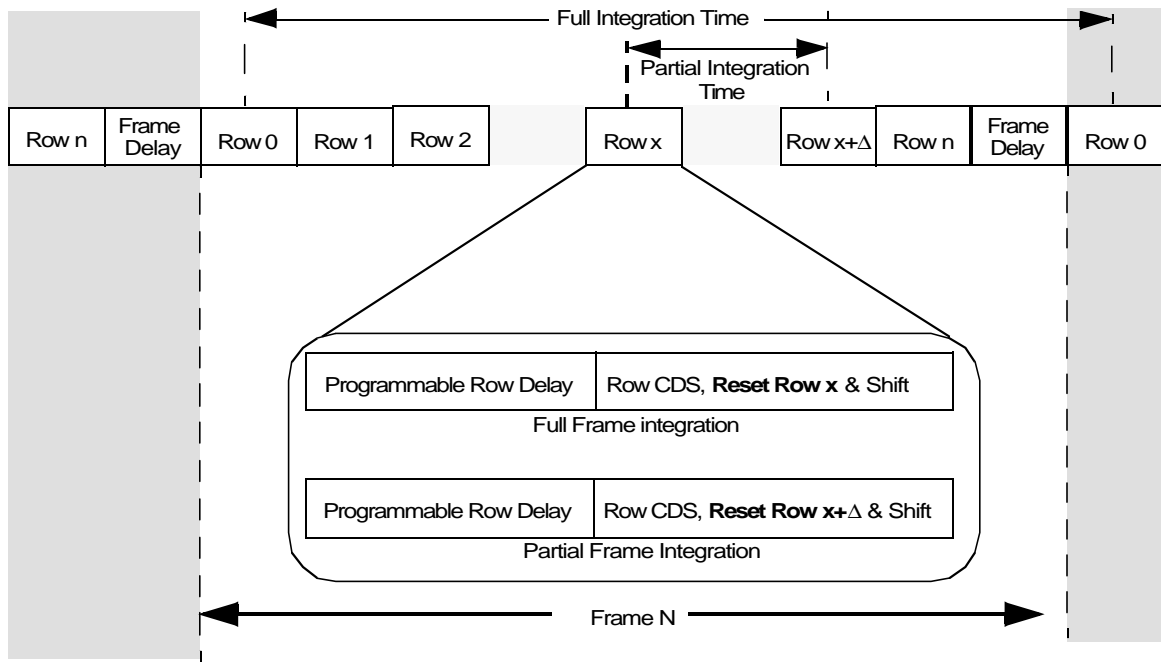 Full Integration Time
Partial Integration
Time
Row n
Frame
Delay
Row 0
Row 1
Row 2
Row x
Row x+Δ
Row n
Frame
Delay
Row 0
Programmable Row Delay
Row CDS, Reset Row x & Shift
Full Frame integration
Programmable Row Delay
Row CDS, Reset Row x+Δ & Shift
Partial Frame Integration
Frame N